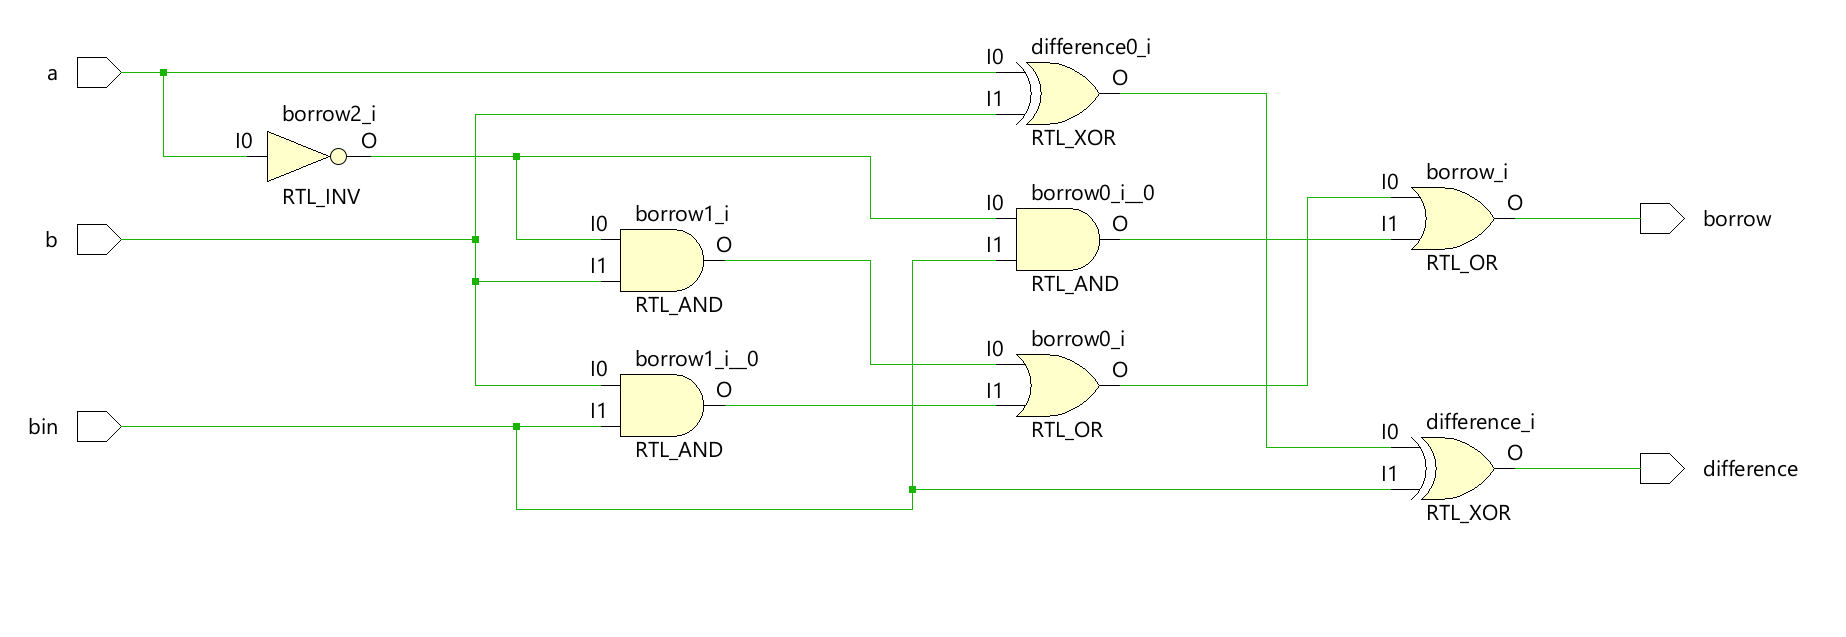 a
b
bin
borrow2_i
I0
O
RTL_INV
borrow1_i
I0
I1
O
RTL_AND
borrow1_i__0
I0
I1
O
RTL_AND
difference0_i
I0
I1
O
RTL_XOR
borrow0_i__0
I0
I1
O
RTL_AND
borrow0_i
I0
I1
O
RTL_OR
borrow_i
I0
I1
O
RTL_OR
difference_i
I0
I1
O
RTL_XOR
borrow
difference